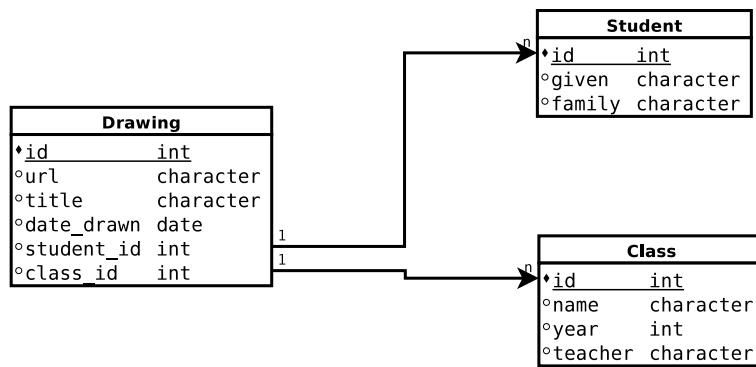 Student
id int
given character
family character
Drawing
id int
url character
title character
date_drawn date
student_id int
class_id int
1
n
1
n
Class
id int
name character
year int
teacher character